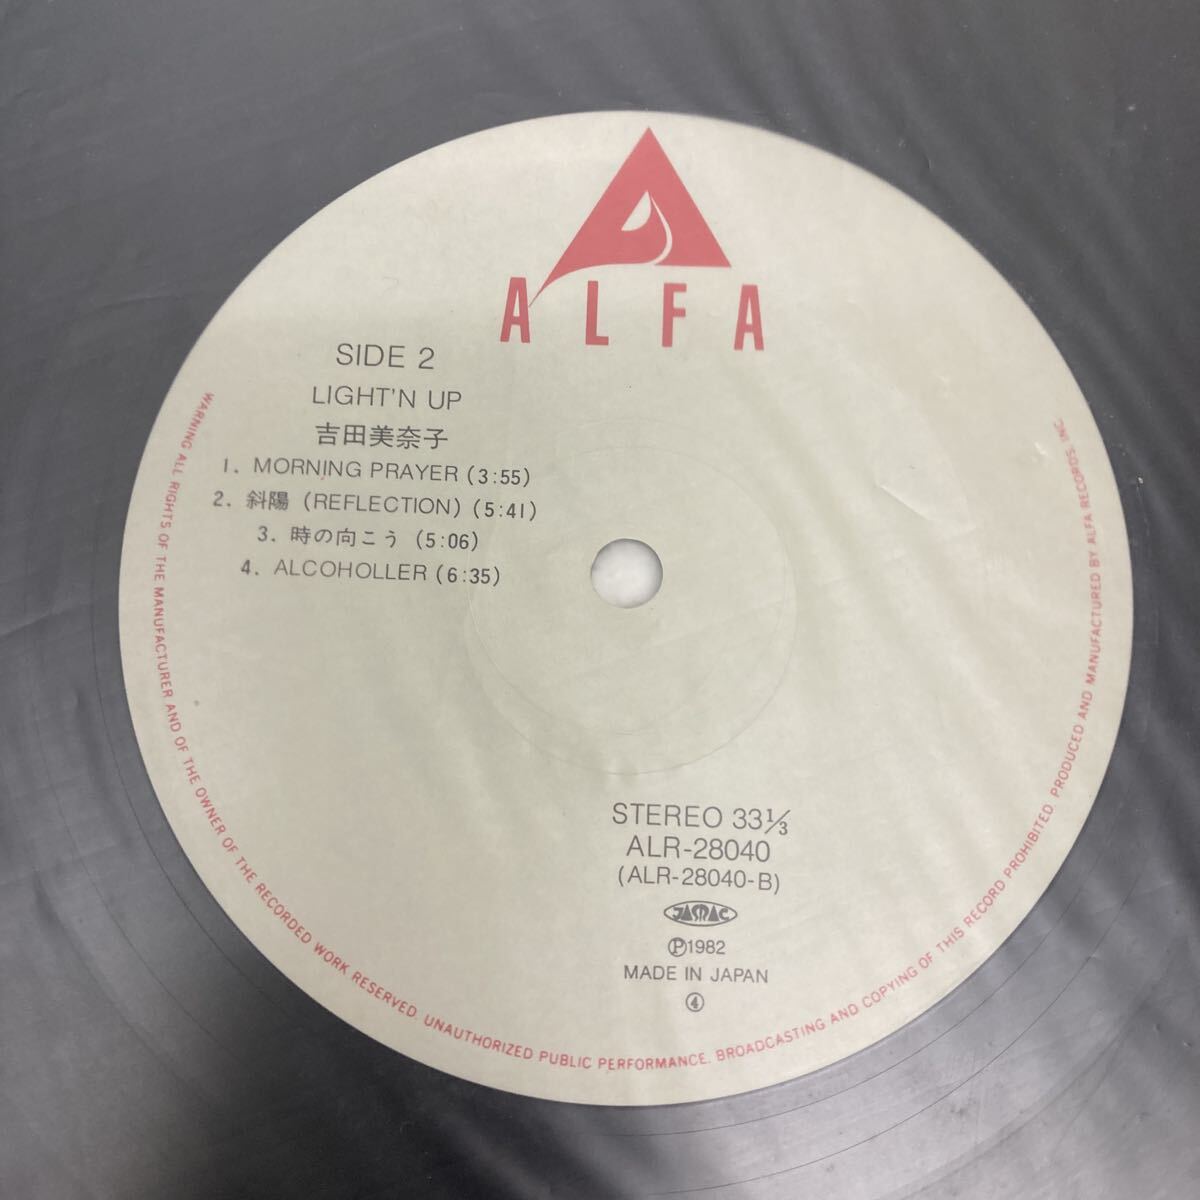 ALFA
SIDE 2
LIGHT'N UP
吉田美奈子
1. MORNING PRAYER (3:55)
2. 斜陽 (REFLECTION) (5:41)
3. 時の向こう (5:06)
4. ALCOHOLLER (6:35)
STEREO 33⅓
ALR-28040
(ALR-28040-B)
JASRAC
Ⓟ1982
MADE IN JAPAN
④
WARNING ALL RIGHTS OF THE MANUFACTURER AND OF THE OWNER OF THE RECORDED WORK RESERVED. UNAUTHORIZED PUBLIC PERFORMANCE. BROADCASTING AND COPYING OF THIS RECORD PROHIBITED. PRODUCED AND MANUFACTURED BY ALFA RECORDS, INC.